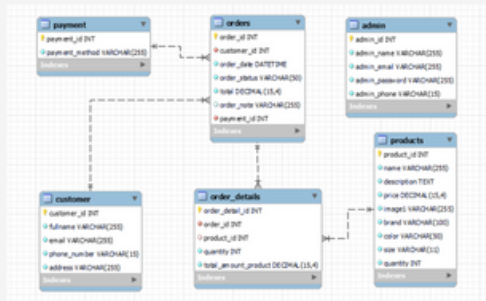 payment
payment_id INT
payment_method VARCHAR(255)
Indexes
orders
order_id INT
customer_id INT
order_date DATETIME
order_status VARCHAR(50)
total DECIMAL(15,4)
order_note VARCHAR(255)
payment_id INT
Indexes
admin
admin_id INT
admin_name VARCHAR(255)
admin_email VARCHAR(255)
admin_password VARCHAR(255)
admin_phone VARCHAR(15)
Indexes
customer
customer_id INT
fullname VARCHAR(255)
email VARCHAR(255)
phone_number VARCHAR(15)
address VARCHAR(255)
Indexes
order_details
order_detail_id INT
order_id INT
product_id INT
quantity INT
total_amount_product DECIMAL(15,4)
Indexes
products
product_id INT
name VARCHAR(255)
description TEXT
price DECIMAL(15,4)
image1 VARCHAR(255)
brand VARCHAR(100)
color VARCHAR(50)
size VARCHAR(11)
quantity INT
Indexes